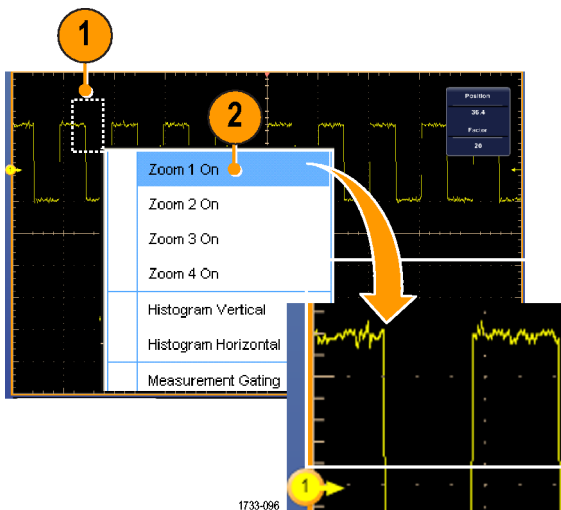 1
2
Position
35.4
Factor
20
Zoom 1 On
Zoom 2 On
Zoom 3 On
Zoom 4 On
Histogram Vertical
Histogram Horizontal
Measurement Gating
1
1733-096